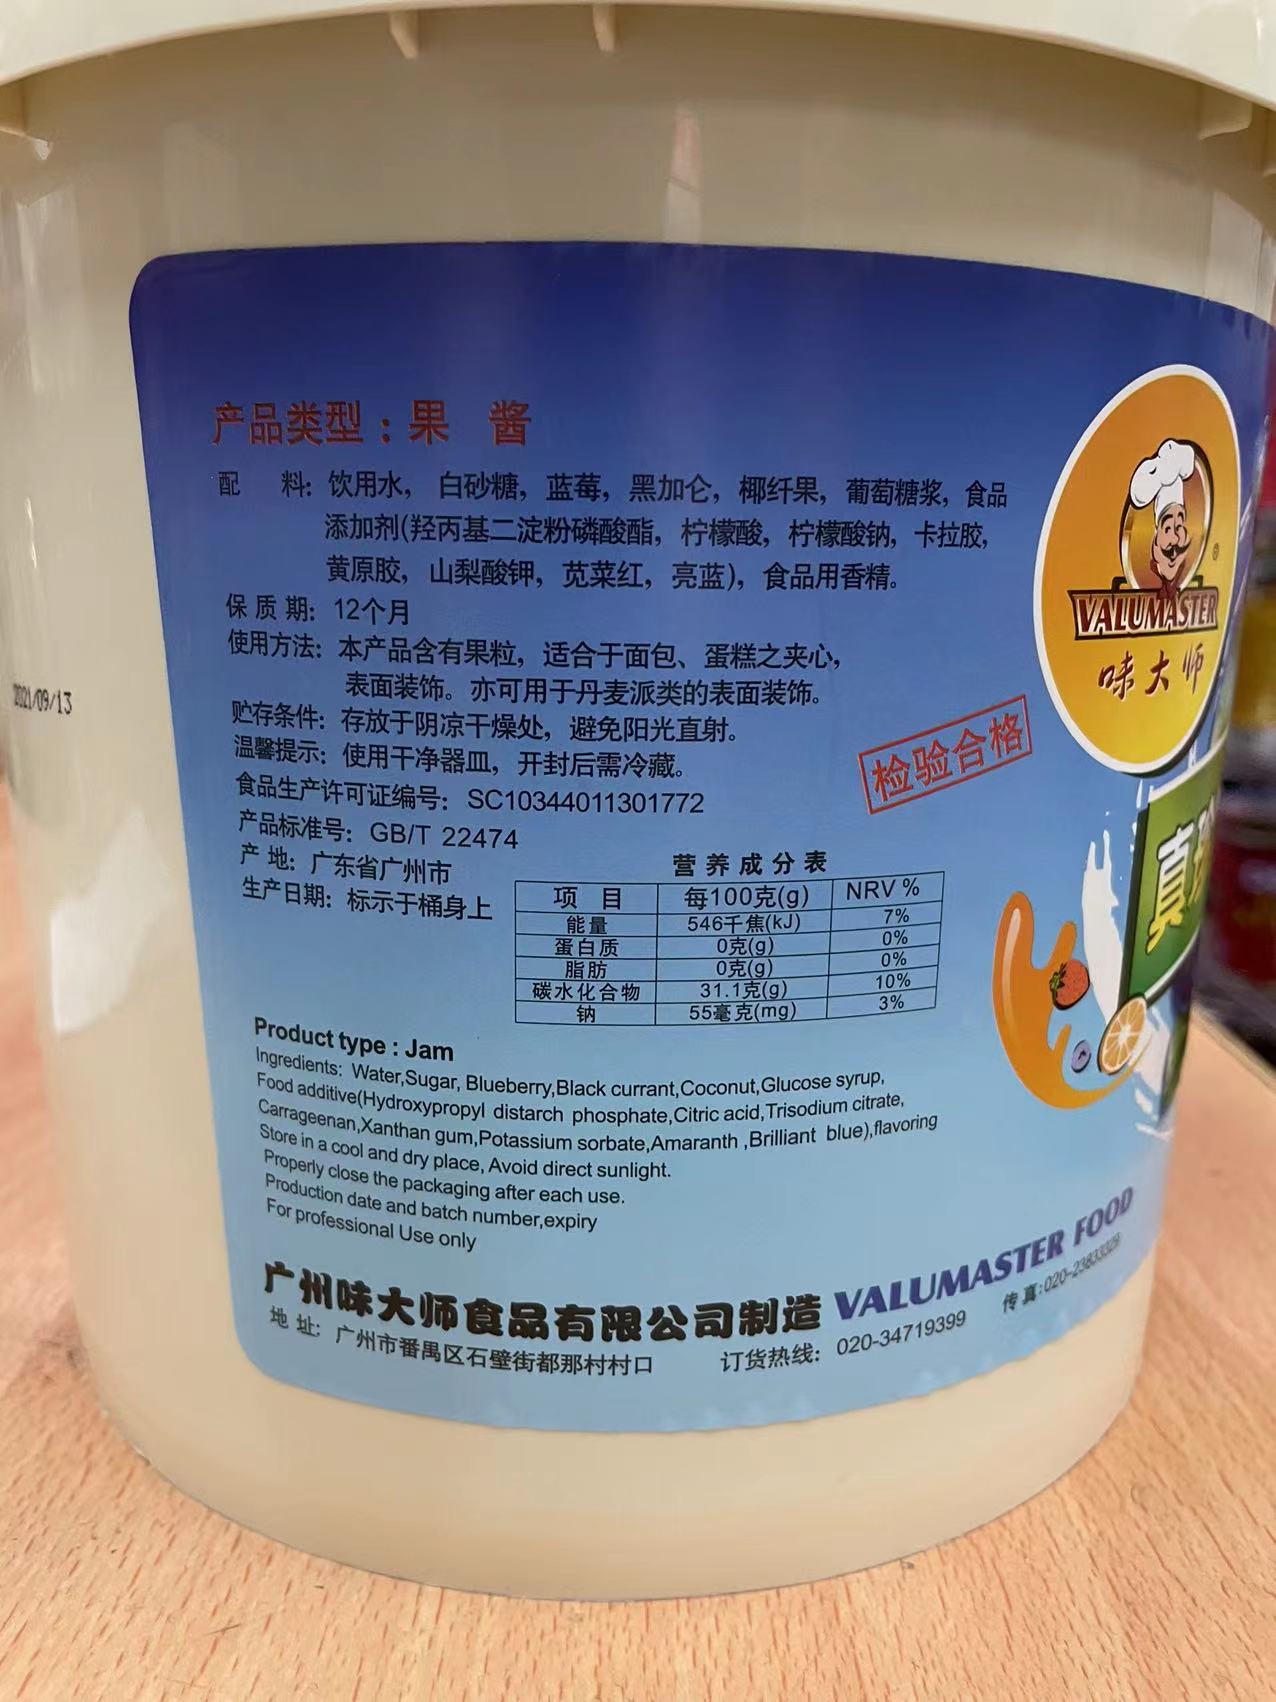 产品类型：果 酱
配 料: 饮用水, 白砂糖, 蓝莓, 黑加仑, 椰纤果, 葡萄糖浆, 食品
添加剂(羟丙基二淀粉磷酸酯, 柠檬酸, 柠檬酸钠, 卡拉胶,
黄原胶, 山梨酸钾, 苋菜红, 亮蓝), 食品用香精。
保 质 期: 12个月
使用方法: 本产品含有果粒, 适合于面包、蛋糕之夹心,
表面装饰。亦可用于丹麦派类的表面装饰。
贮存条件: 存放于阴凉干燥处, 避免阳光直射.
温馨提示: 使用干净器皿, 开封后需冷藏。
食品生产许可证编号: SC10344011301772
产品标准号: GB/T 22474
产 地: 广东省广州市
生产日期: 标示于桶身上
2021/09/13
检验合格
营养成分表
项 目 每100克(g) NRV %
能量 546千焦(kJ) 7%
蛋白质 0克(g) 0%
脂肪 0克(g) 0%
碳水化合物 31.1克(g) 10%
钠 55毫克(mg) 3%
VALUMASTER
®
味大师
真
Product type : Jam
Ingredients: Water,Sugar, Blueberry,Black currant,Coconut,Glucose syrup,
Food additive(Hydroxypropyl distarch phosphate,Citric acid,Trisodium citrate,
Carrageenan,Xanthan gum,Potassium sorbate,Amaranth ,Brilliant blue),flavoring
Store in a cool and dry place, Avoid direct sunlight.
Properly close the packaging after each use.
Production date and batch number,expiry
For professional Use only
广州味大师食品有限公司制造 VALUMASTER FOOD
地 址: 广州市番禺区石壁街都那村村口 订货热线: 020-34719399 传 真:020-23833329